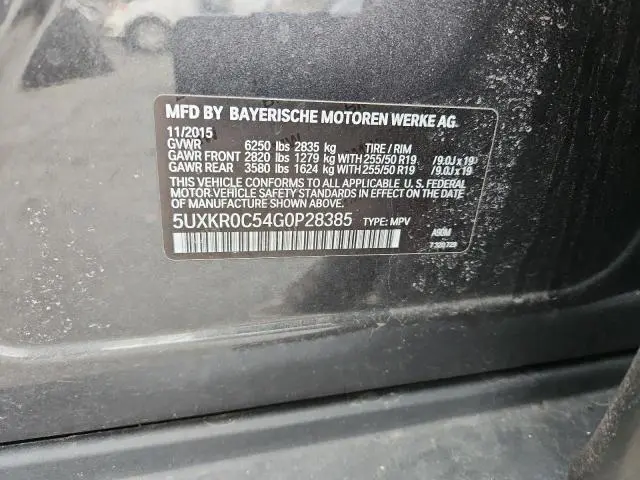 MFD BY BAYERISCHE MOTOREN WERKE AG
11/2015
GVWR 6250 lbs 2835 kg TIRE / RIM
GAWR FRONT 2820 lbs 1279 kg WITH 255/50 R19 /9.0J x 19
GAWR REAR 3580 lbs 1624 kg WITH 255/50 R19 /9.0J x 19
THIS VEHICLE CONFORMS TO ALL APPLICABLE U.S. FEDERAL
MOTOR VEHICLE SAFETY STANDARDS IN EFFECT ON THE DATE
OF MANUFACTURE SHOWN ABOVE.
5UXKR0C54G0P28385 TYPE: MPV
A90M